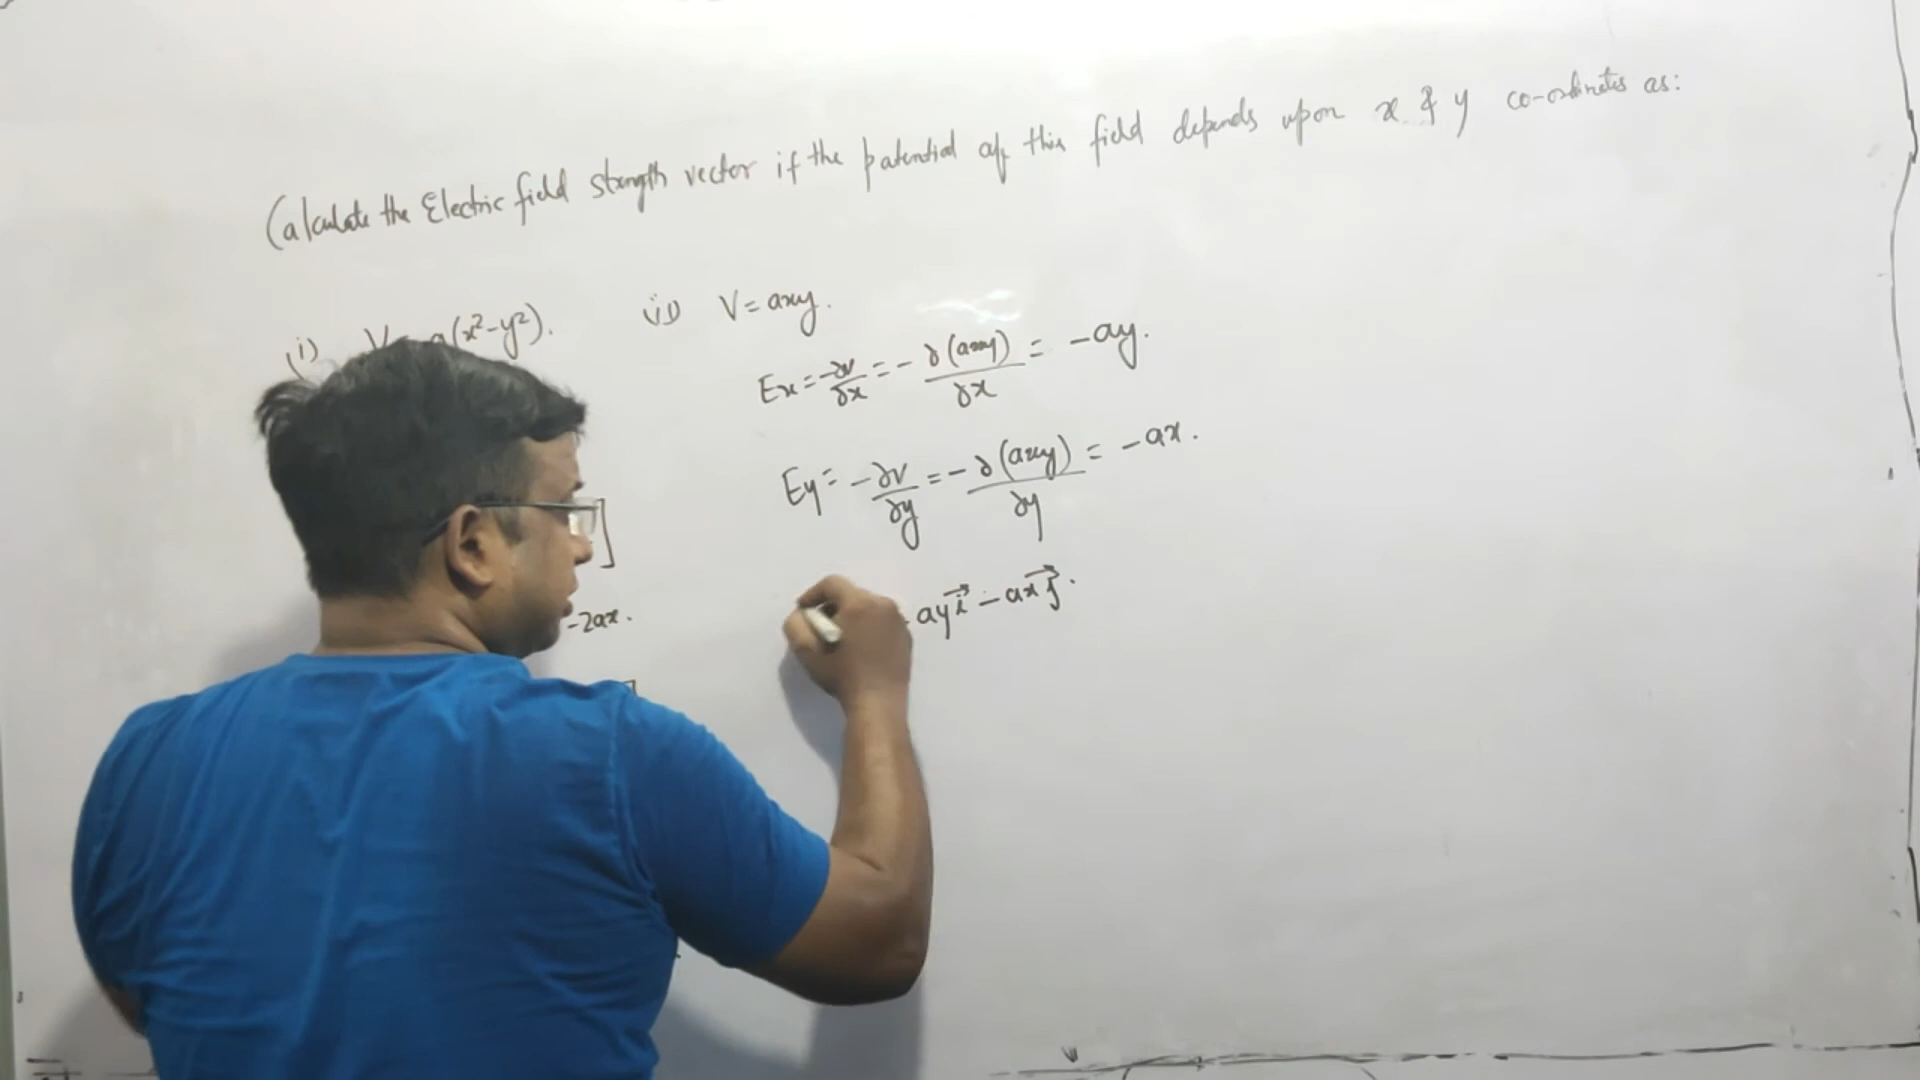 Calculate the Electric field strength vector if the potential of this field depends upon x & y co-ordinates as:
(i) V = a(x²-y²).
(ii) V = axy.
Ex = -∂V/∂x = -∂(axy)/∂x = -ay.
Ey = -∂V/∂y = -∂(axy)/∂y = -ax.
]
-2ax.
ay i⃗ - ax j⃗.